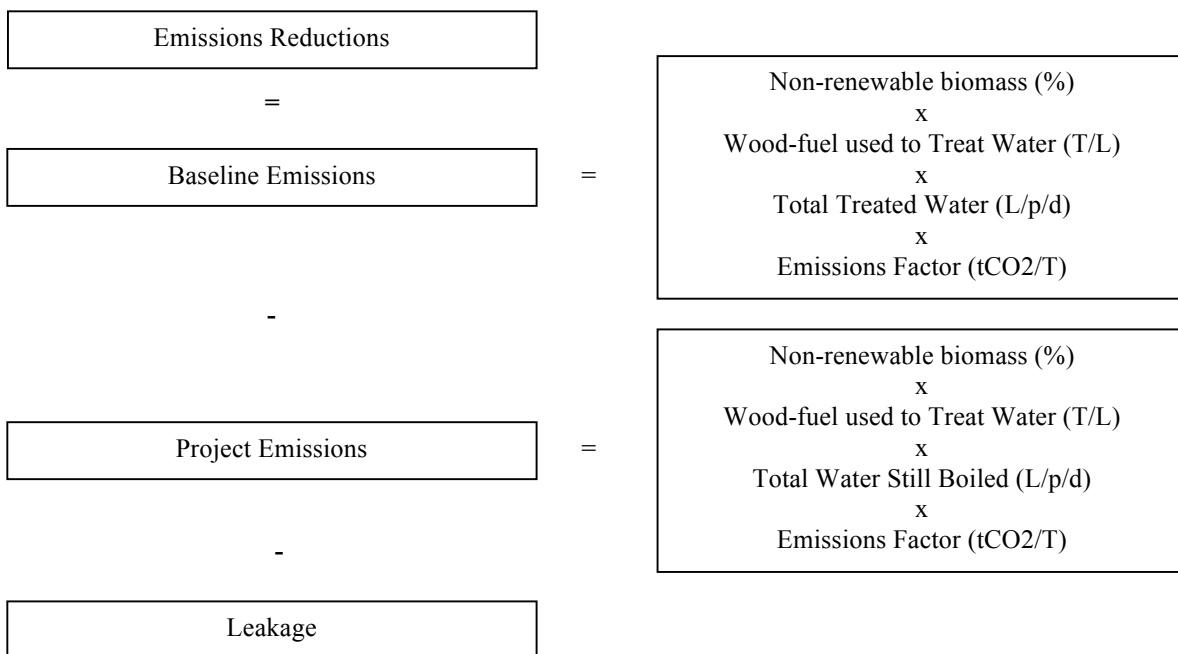 Emissions Reductions
=
Baseline Emissions
=
Non-renewable biomass (%)
x
Wood-fuel used to Treat Water (T/L)
x
Total Treated Water (L/p/d)
x
Emissions Factor (tCO2/T)
-
Project Emissions
=
Non-renewable biomass (%)
x
Wood-fuel used to Treat Water (T/L)
x
Total Water Still Boiled (L/p/d)
x
Emissions Factor (tCO2/T)
-
Leakage